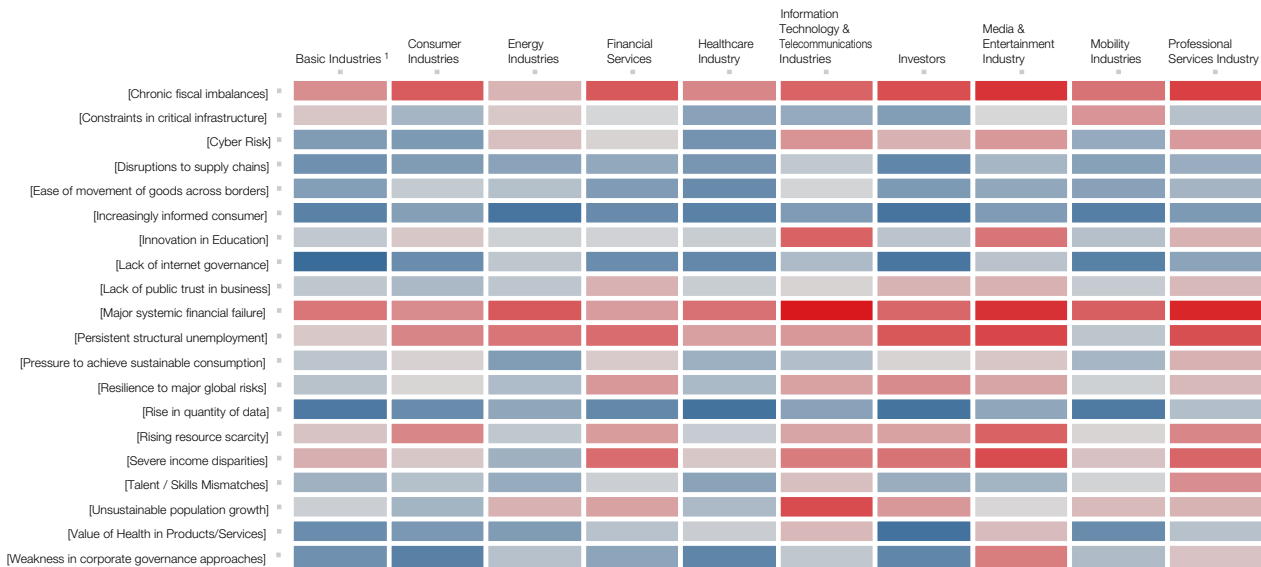 Basic Industries 1
Consumer
Industries
Energy
Industries
Financial
Services
Healthcare
Industry
Information
Technology &
Telecommunications
Industries
Investors
Media &
Entertainment
Industry
Mobility
Industries
Professional
Services Industry
[Chronic fiscal imbalances]
[Constraints in critical infrastructure]
[Cyber Risk]
[Disruptions to supply chains]
[Ease of movement of goods across borders]
[Increasingly informed consumer]
[Innovation in Education]
[Lack of internet governance]
[Lack of public trust in business]
[Major systemic financial failure]
[Persistent structural unemployment]
[Pressure to achieve sustainable consumption]
[Resilience to major global risks]
[Rise in quantity of data]
[Rising resource scarcity]
[Severe income disparities]
[Talent / Skills Mismatches]
[Unsustainable population growth]
[Value of Health in Products/Services]
[Weakness in corporate governance approaches]